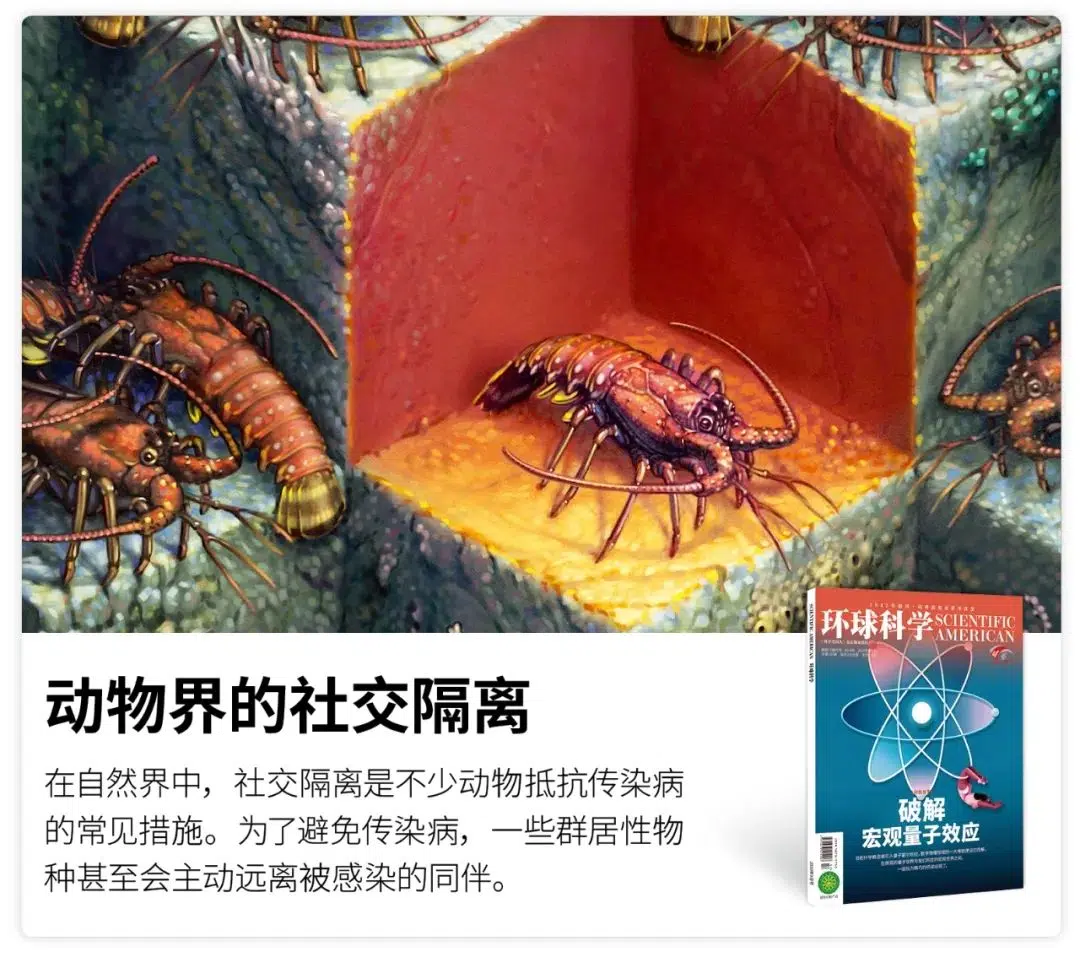 动物界的社交隔离
在自然界中，社交隔离是不少动物抵抗传染病
的常见措施。为了避免传染病，一些群居性物
种甚至会主动远离被感染的同伴。
环球科学
SCIENTIFIC
AMERICAN
破解
宏观量子效应